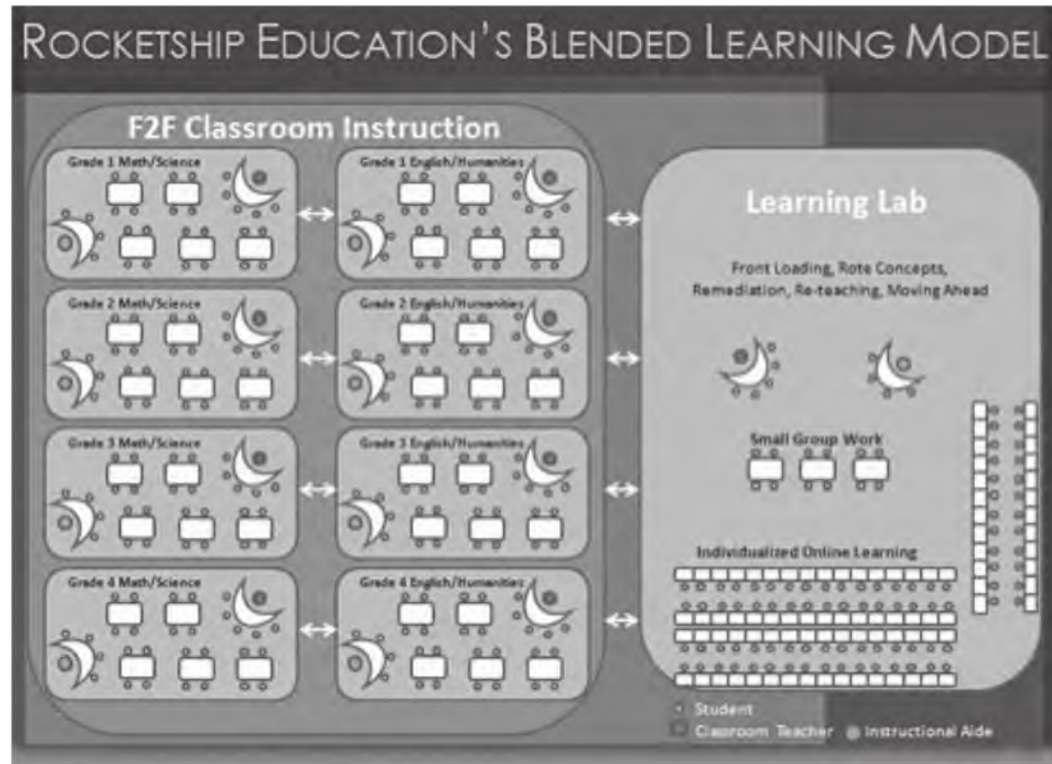 ROCKETSHIP EDUCATION'S BLENDED LEARNING MODEL
F2F Classroom Instruction
Grade 1 Math/Science
Grade 1 English/Humanities
Grade 2 Math/Science
Grade 2 English/Humanities
Grade 3 Math/Science
Grade 3 English/Humanities
Grade 4 Math/Science
Grade 4 English/Humanities
Learning Lab
Front Loading, Rote Concepts,
Remediation, Re-teaching, Moving Ahead
Small Group Work
Individualized Online Learning
Student
Classroom Teacher
Instructional Aide